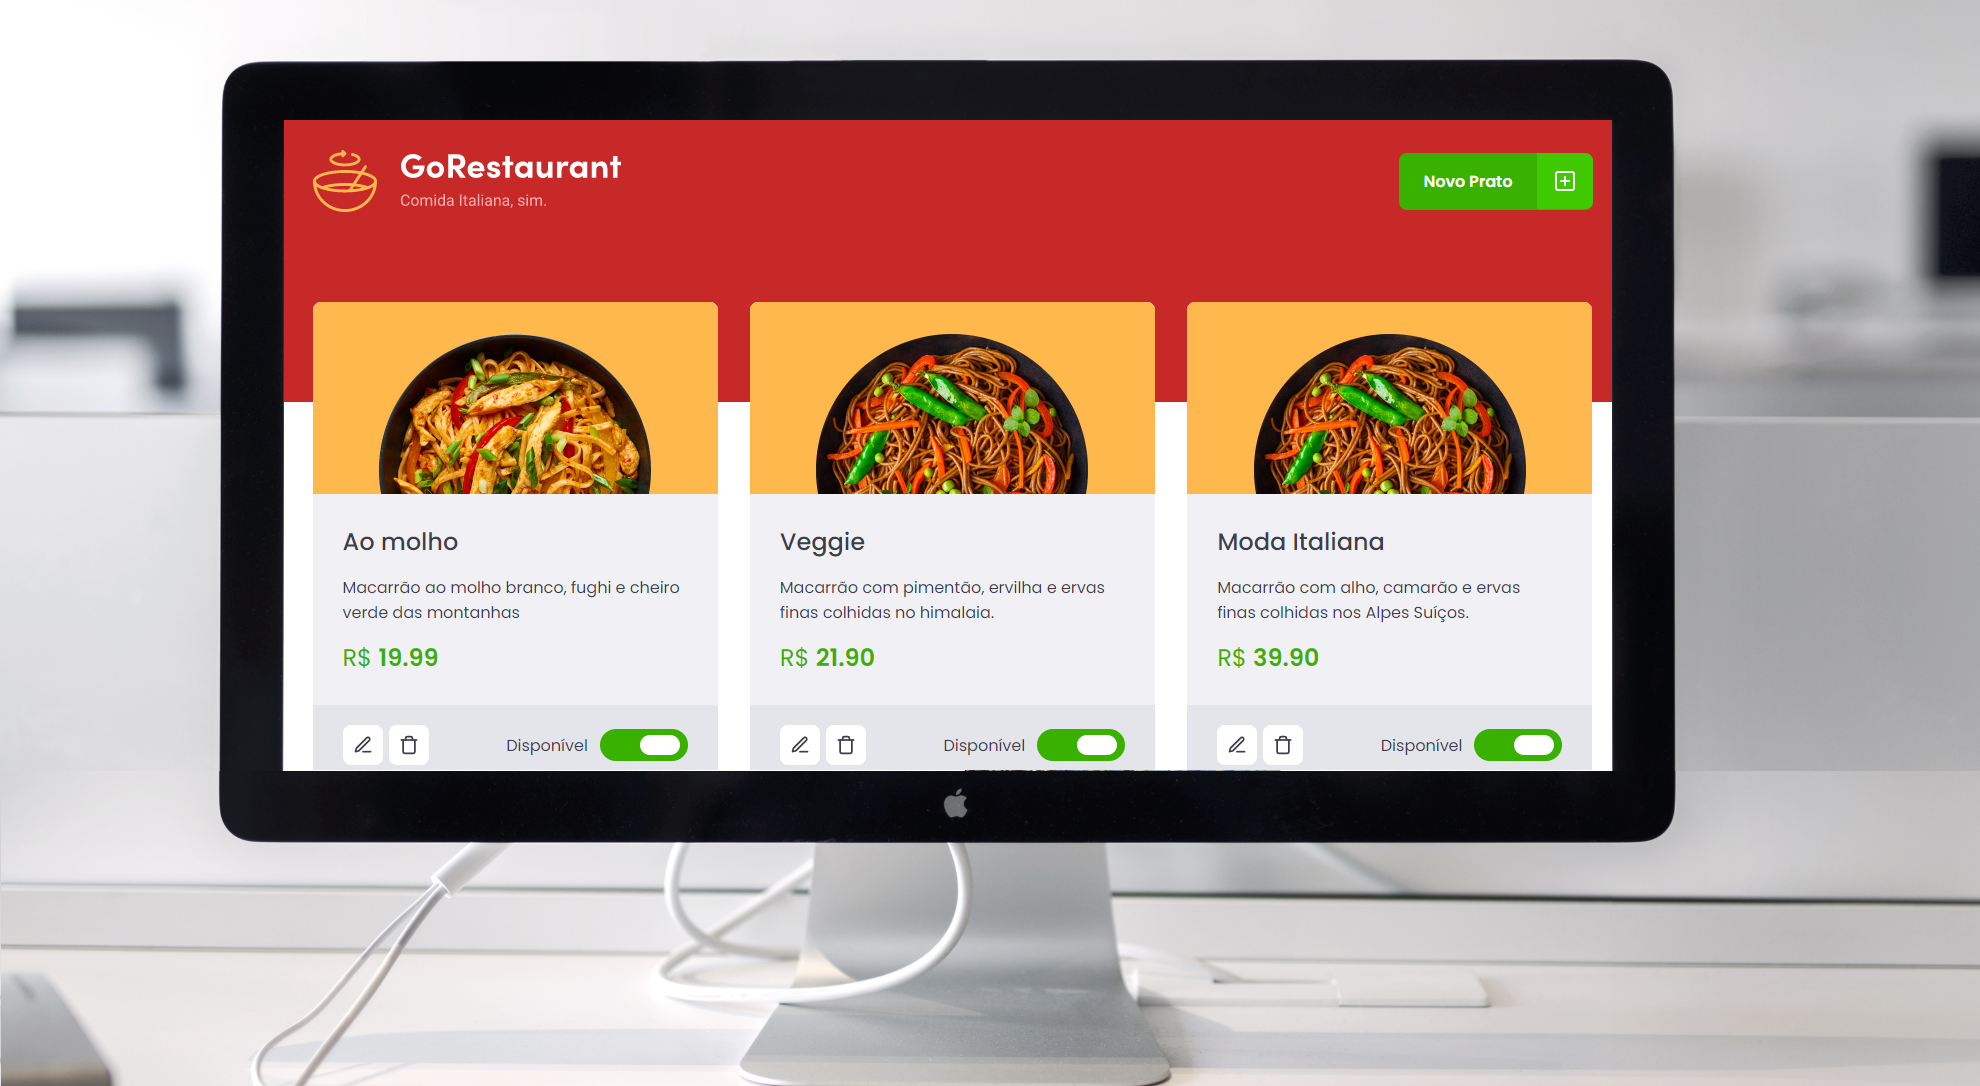 GoRestaurant
Comida Italiana, sim.
Novo Prato
Ao molho
Macarrão ao molho branco, fughi e cheiro
verde das montanhas
R$ 19.99
Disponível
Veggie
Macarrão com pimentão, ervilha e ervas
finas colhidas no himalaia.
R$ 21.90
Disponível
Moda Italiana
Macarrão com alho, camarão e ervas
finas colhidas nos Alpes Suíços.
R$ 39.90
Disponível